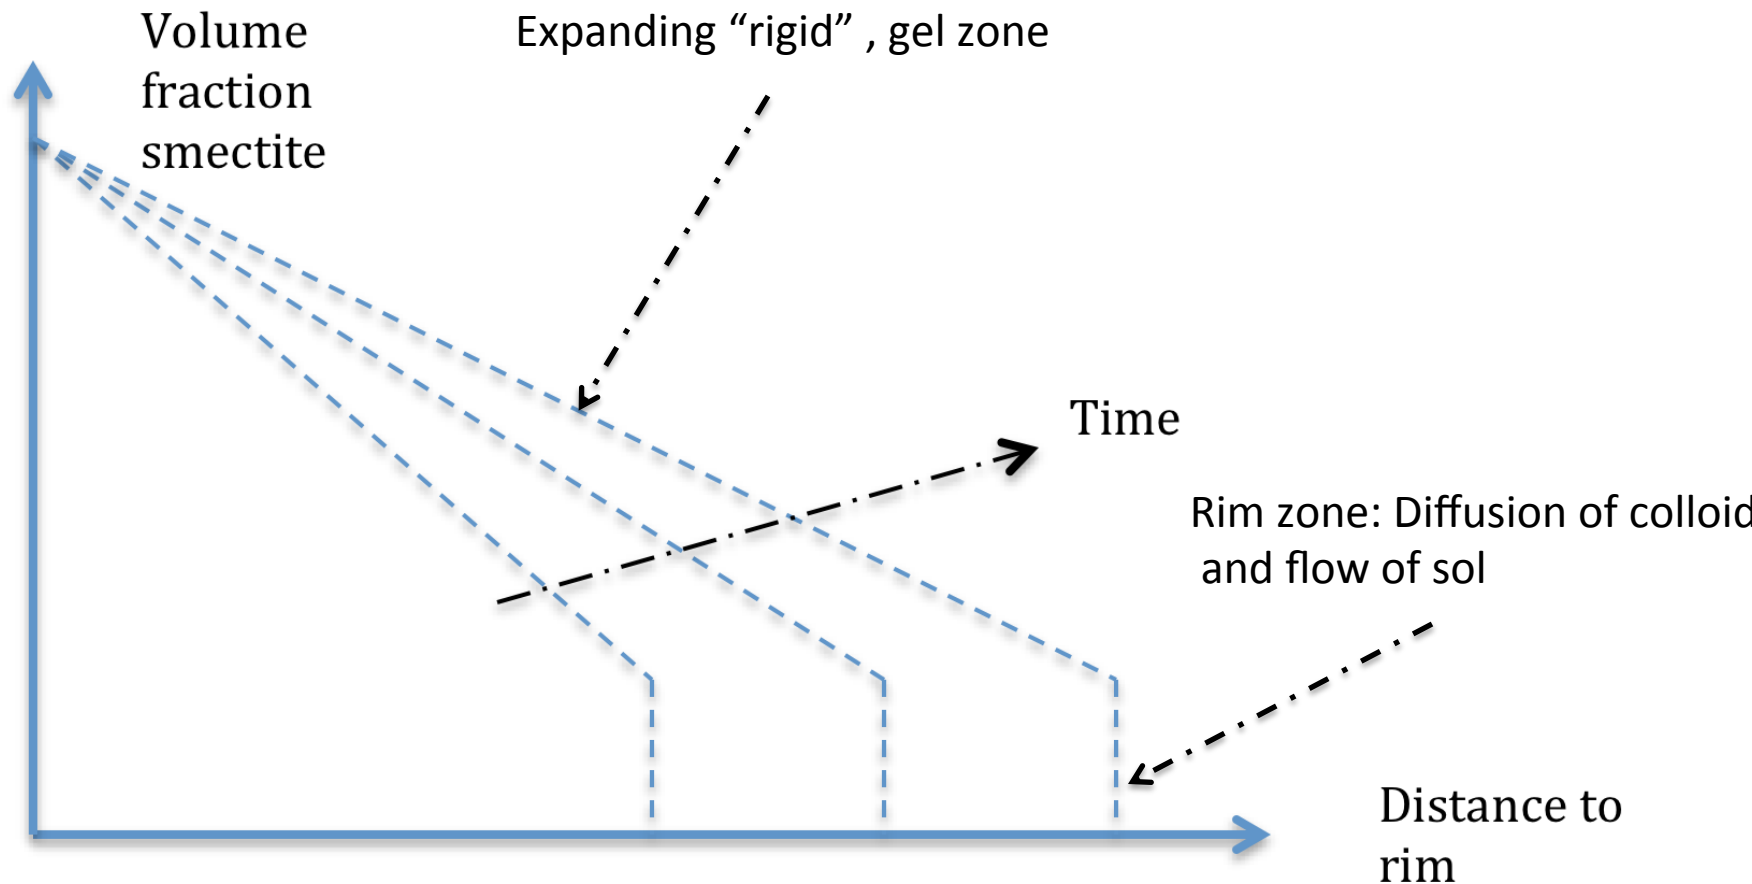 Volume
fraction
smectite
Expanding “rigid” , gel zone
Time
Rim zone: Diffusion of colloid
and flow of sol
Distance to
rim